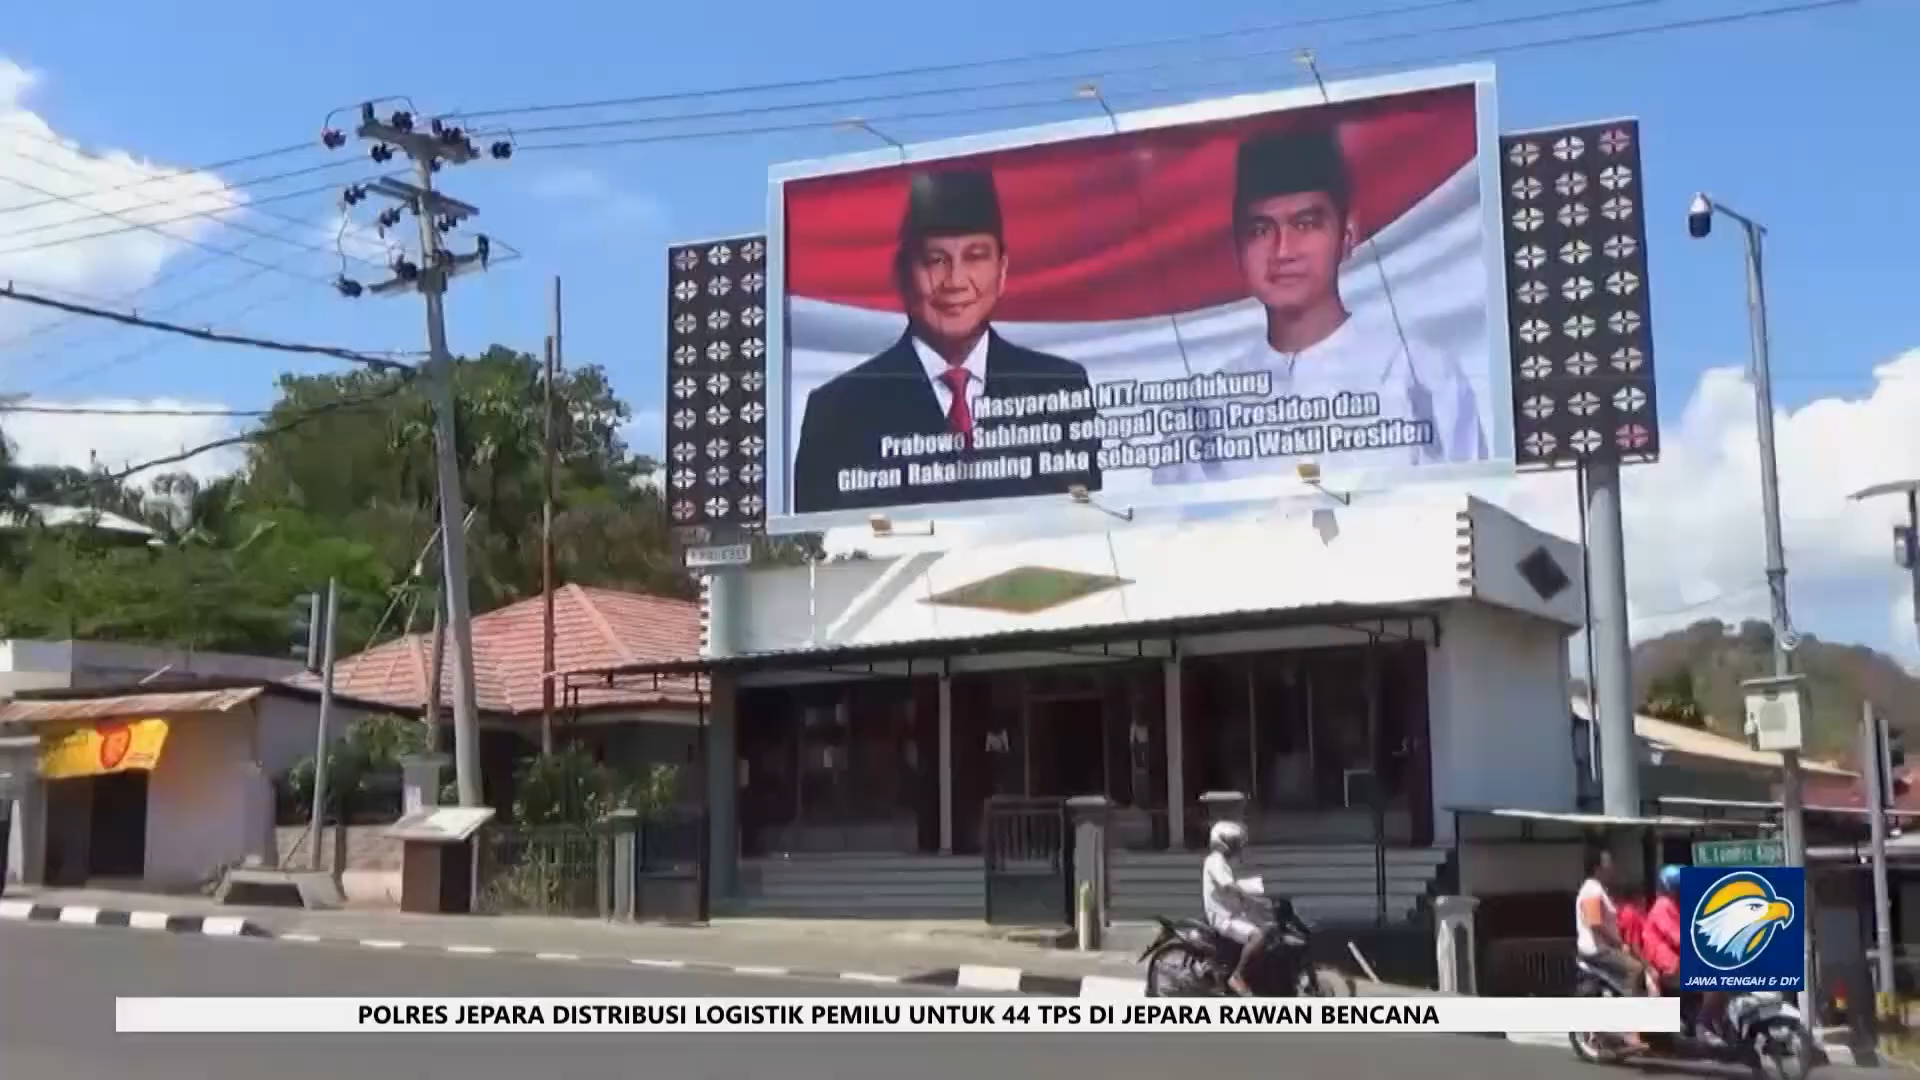 Masyarakat NTT mendukung
Prabowo Subianto sebagai Calon Presiden dan
Gibran Rakabuming Raka sebagai Calon Wakil Presiden
JAWA TENGAH & DIY
POLRES JEPARA DISTRIBUSI LOGISTIK PEMILU UNTUK 44 TPS DI JEPARA RAWAN BENCANA